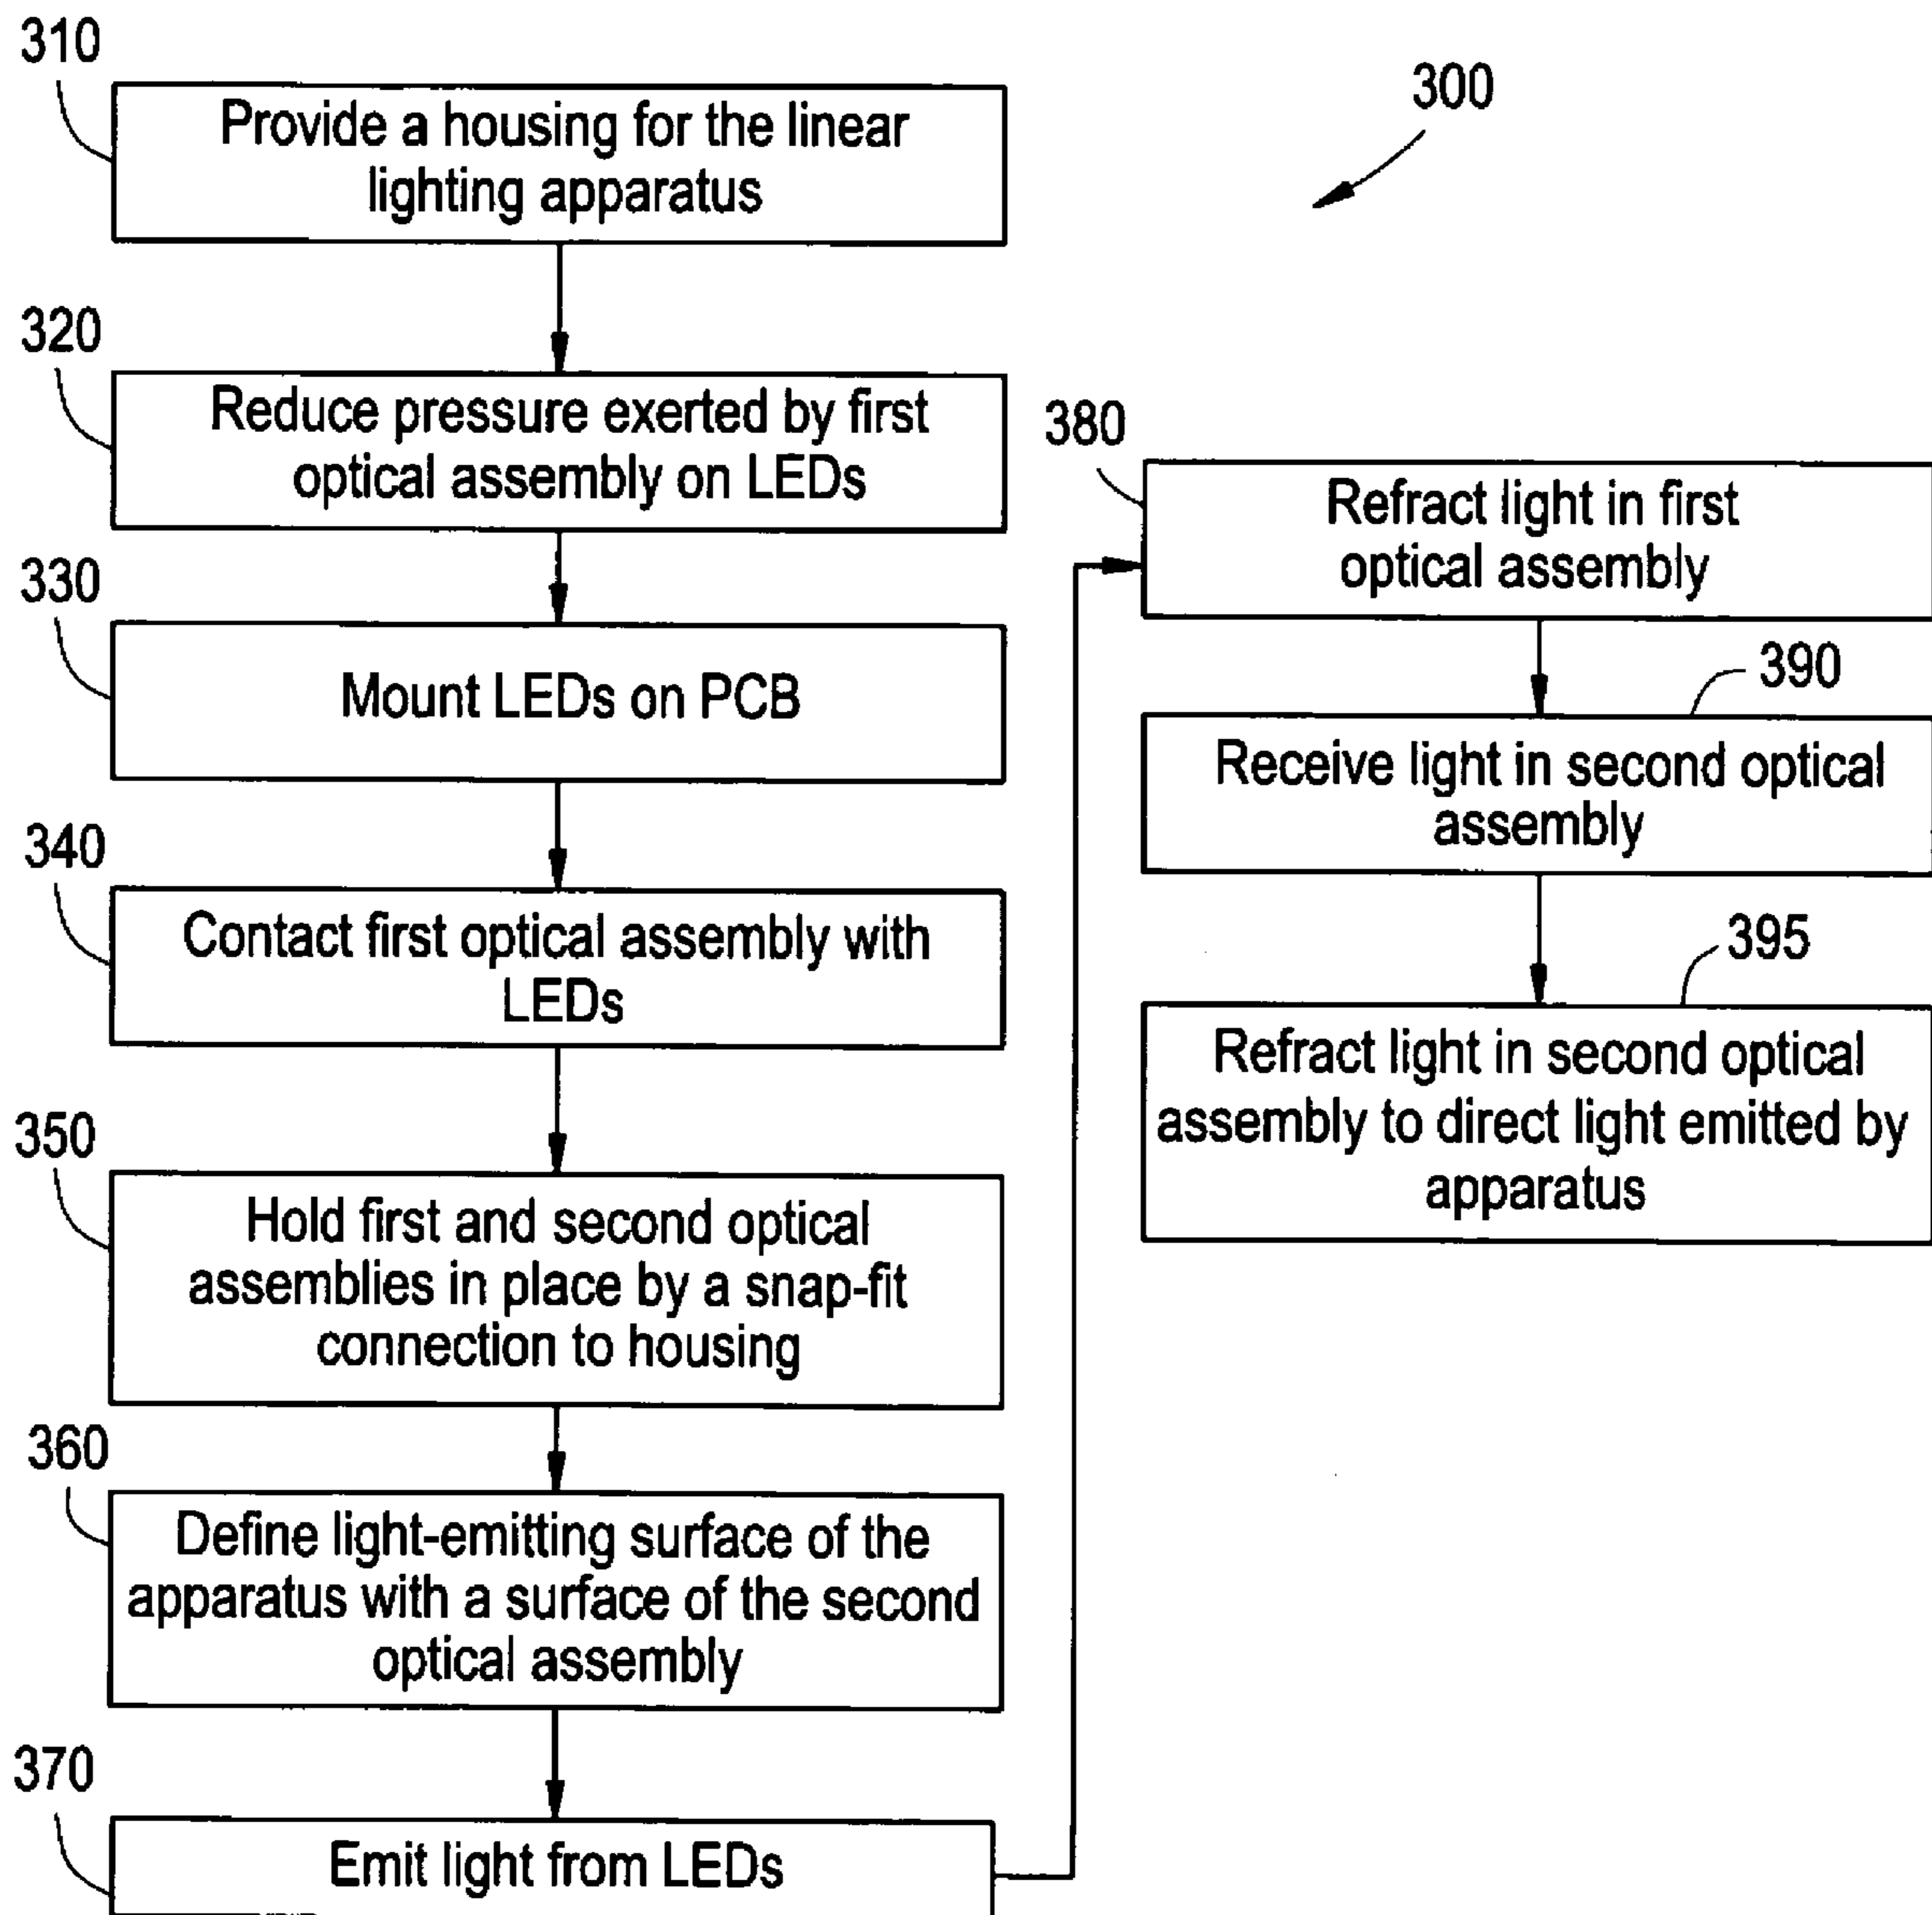 310
Provide a housing for the linear
lighting apparatus
300
320
Reduce pressure exerted by first
optical assembly on LEDs
330
Mount LEDs on PCB
340
Contact first optical assembly with
LEDs
350
Hold first and second optical
assemblies in place by a snap-fit
connection to housing
360
Define light-emitting surface of the
apparatus with a surface of the second
optical assembly
370
Emit light from LEDs
380
Refract light in first
optical assembly
390
Receive light in second optical
assembly
395
Refract light in second optical
assembly to direct light emitted by
apparatus